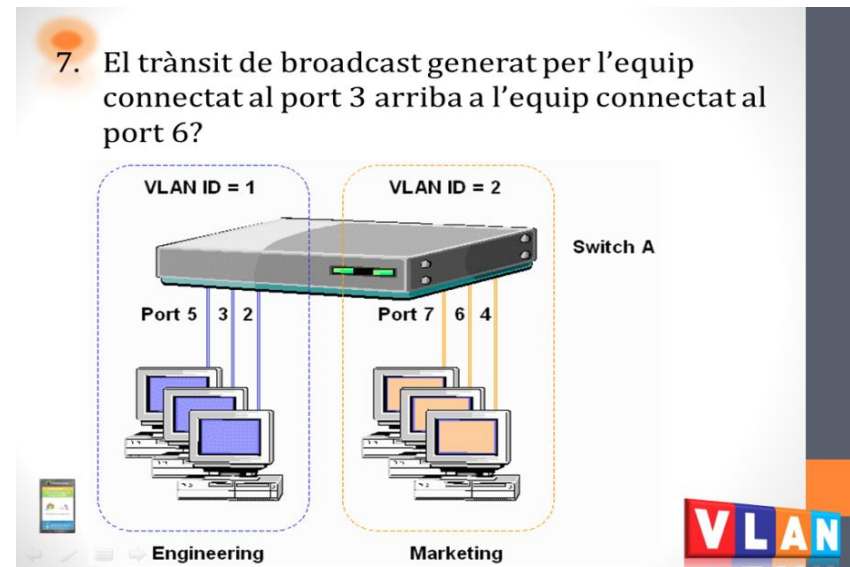 7. El trànsit de broadcast generat per l’equip
connectat al port 3 arriba a l’equip connectat al
port 6?
VLAN ID = 1
VLAN ID = 2
Switch A
Port 5 3 2
Port 7 6 4
Engineering
Marketing
VLAN